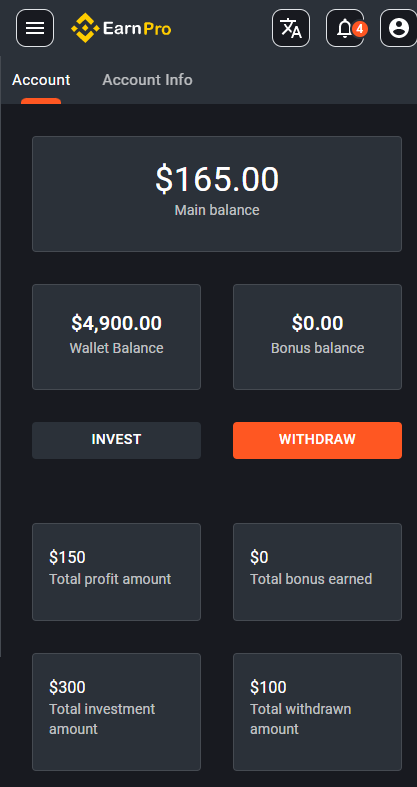 EarnPro
4
Account Account Info
$165.00
Main balance
$4,900.00
Wallet Balance
$0.00
Bonus balance
INVEST
WITHDRAW
$150
Total profit amount
$0
Total bonus earned
$300
Total investment
amount
$100
Total withdrawn
amount